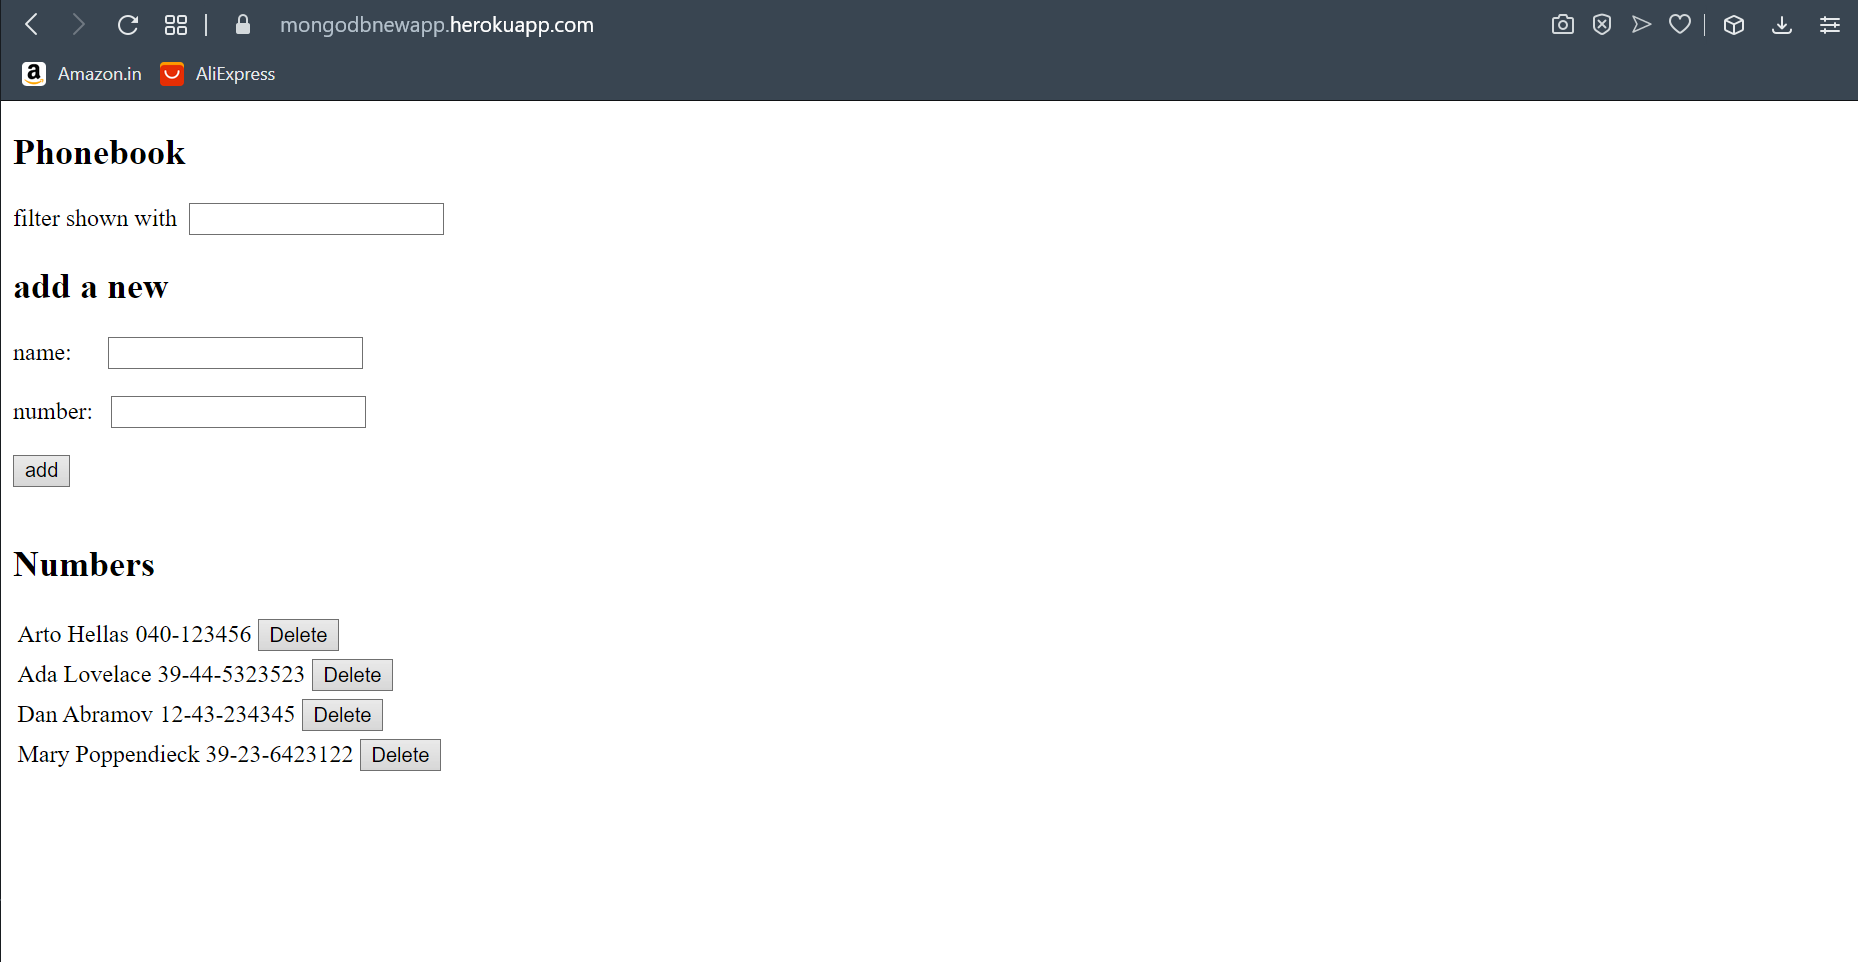 mongodbnewapp.herokuapp.com
Amazon.in AliExpress
Phonebook
filter shown with
add a new
name:
number:
add
Numbers
Arto Hellas 040-123456 Delete
Ada Lovelace 39-44-5323523 Delete
Dan Abramov 12-43-234345 Delete
Mary Poppendieck 39-23-6423122 Delete